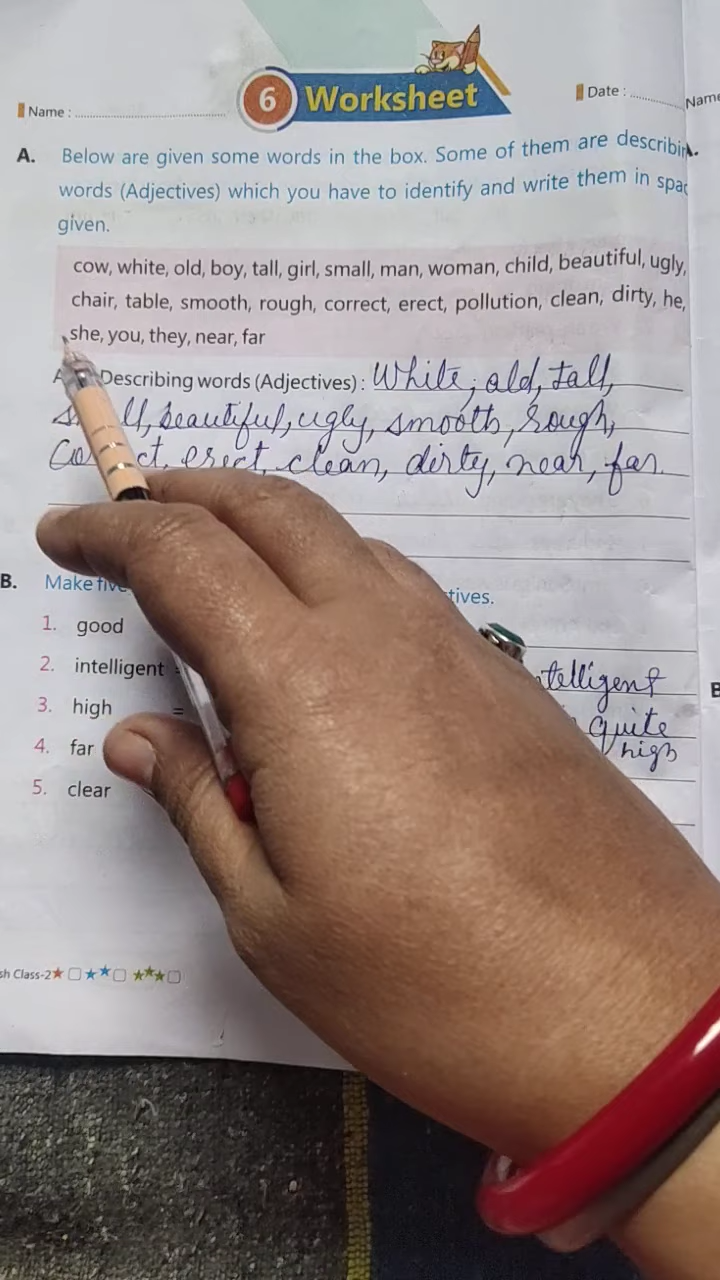 6 Worksheet
Name : Date : Name
A. Below are given some words in the box. Some of them are describin
words (Adjectives) which you have to identify and write them in spac
given.
cow, white, old, boy, tall, girl, small, man, woman, child, beautiful, ugly,
chair, table, smooth, rough, correct, erect, pollution, clean, dirty, he,
she, you, they, near, far
Describing words (Adjectives) : White, old, tall,
beautiful, ugly, smooth, rough,
erect, clean, dirty, near, far.
B. Make five tives.
1. good
2. intelligent = ntelligent
3. high = quite
high
4. far
5. clear
sh Class-2
A.
B